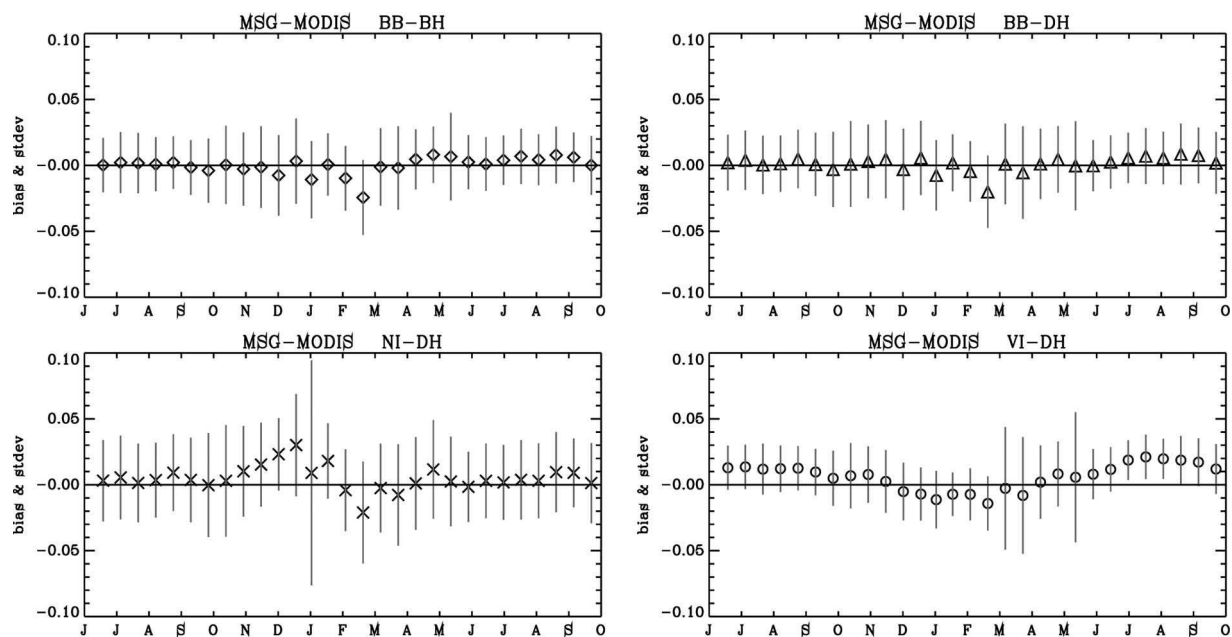 MSG-MODIS BB-BH
0.10
0.05
-0.00
-0.05
-0.10
bias & stdev
J J A S O N D J F M A M J J A S O
MSG-MODIS BB-DH
0.10
0.05
-0.00
-0.05
-0.10
bias & stdev
J J A S O N D J F M A M J J A S O
MSG-MODIS NI-DH
0.10
0.05
-0.00
-0.05
-0.10
bias & stdev
J J A S O N D J F M A M J J A S O
MSG-MODIS VI-DH
0.10
0.05
-0.00
-0.05
-0.10
bias & stdev
J J A S O N D J F M A M J J A S O